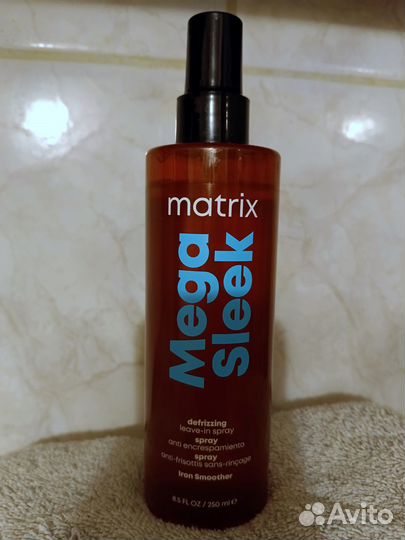 matrix
Mega
Sleek
defrizzing
leave-in spray
spray
anti encrespamiento
spray
anti-frisottis sans-rinçage
Iron Smoother
8.5 FL OZ / 250 ml e
Avito